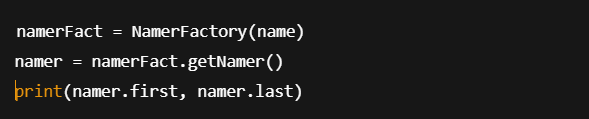 namerFact = NamerFactory(name)
namer = namerFact.getNamer()
print(namer.first, namer.last)